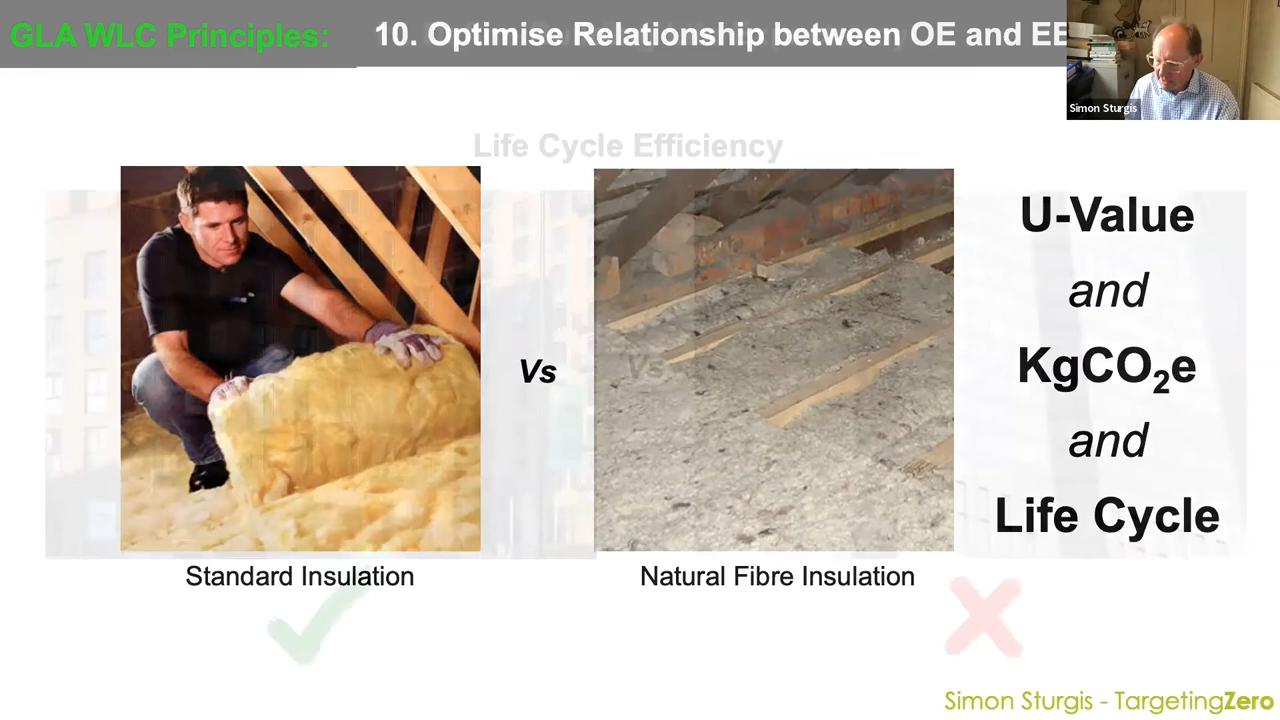 GLA WLC Principles:
10. Optimise Relationship between OE and EE
Simon Sturgis
Life Cycle Efficiency
U-Value
and
KgCO₂e
and
Life Cycle
Vs
Vs
Standard Insulation
Natural Fibre Insulation
Simon Sturgis - TargetingZero